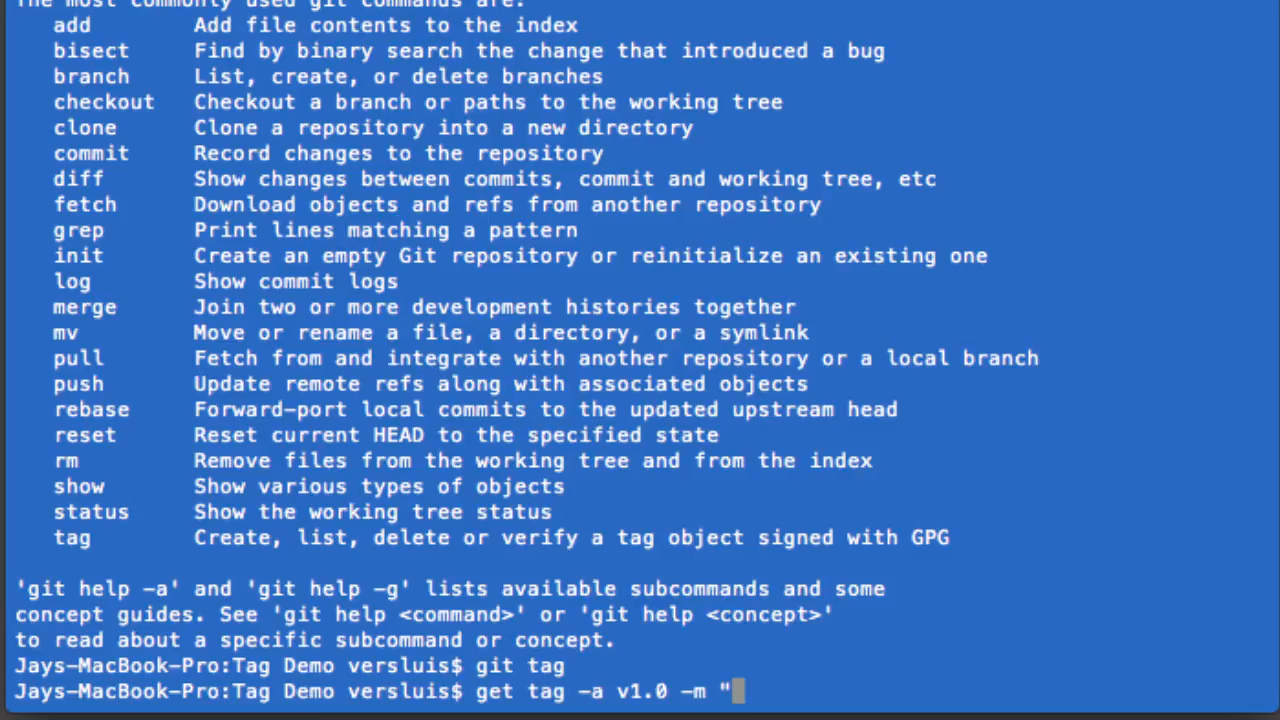 The most commonly used git commands are:
add Add file contents to the index
bisect Find by binary search the change that introduced a bug
branch List, create, or delete branches
checkout Checkout a branch or paths to the working tree
clone Clone a repository into a new directory
commit Record changes to the repository
diff Show changes between commits, commit and working tree, etc
fetch Download objects and refs from another repository
grep Print lines matching a pattern
init Create an empty Git repository or reinitialize an existing one
log Show commit logs
merge Join two or more development histories together
mv Move or rename a file, a directory, or a symlink
pull Fetch from and integrate with another repository or a local branch
push Update remote refs along with associated objects
rebase Forward-port local commits to the updated upstream head
reset Reset current HEAD to the specified state
rm Remove files from the working tree and from the index
show Show various types of objects
status Show the working tree status
tag Create, list, delete or verify a tag object signed with GPG
'git help -a' and 'git help -g' lists available subcommands and some
concept guides. See 'git help <command>' or 'git help <concept>'
to read about a specific subcommand or concept.
Jays-MacBook-Pro:Tag Demo versluis$ git tag
Jays-MacBook-Pro:Tag Demo versluis$ get tag -a v1.0 -m "